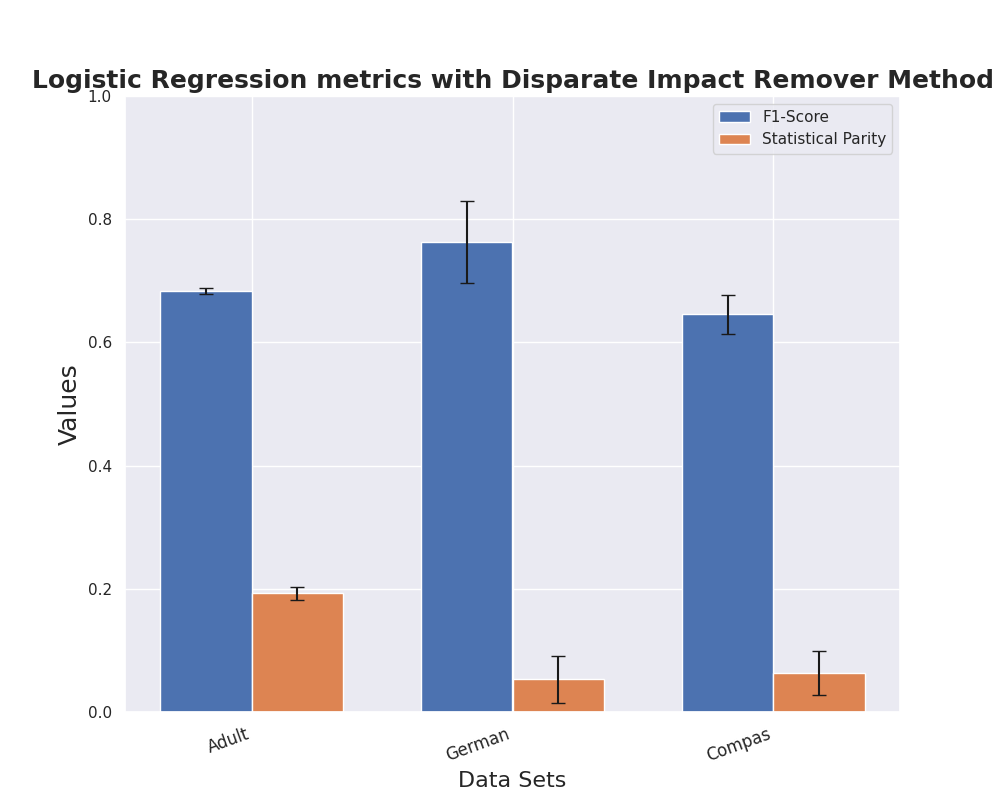 Logistic Regression metrics with Disparate Impact Remover Method
1.0
0.8
0.6
0.4
0.2
0.0
Values
F1-Score
Statistical Parity
Adult
German
Compas
Data Sets